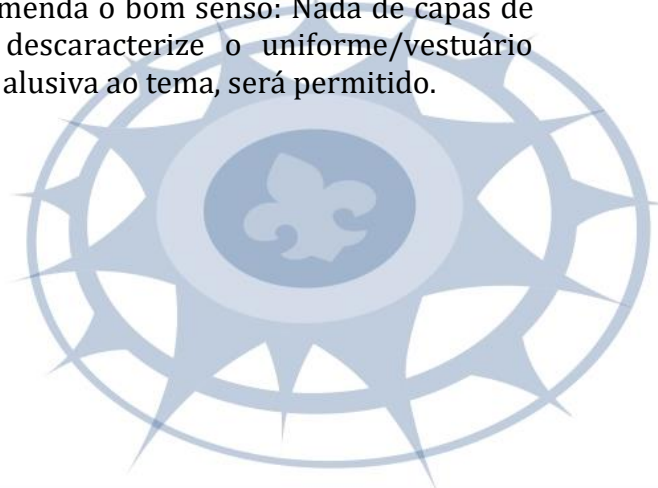 menda o bom senso: Nada de capas de
descaracterize o uniforme/vestuário
alusiva ao tema, será permitido.